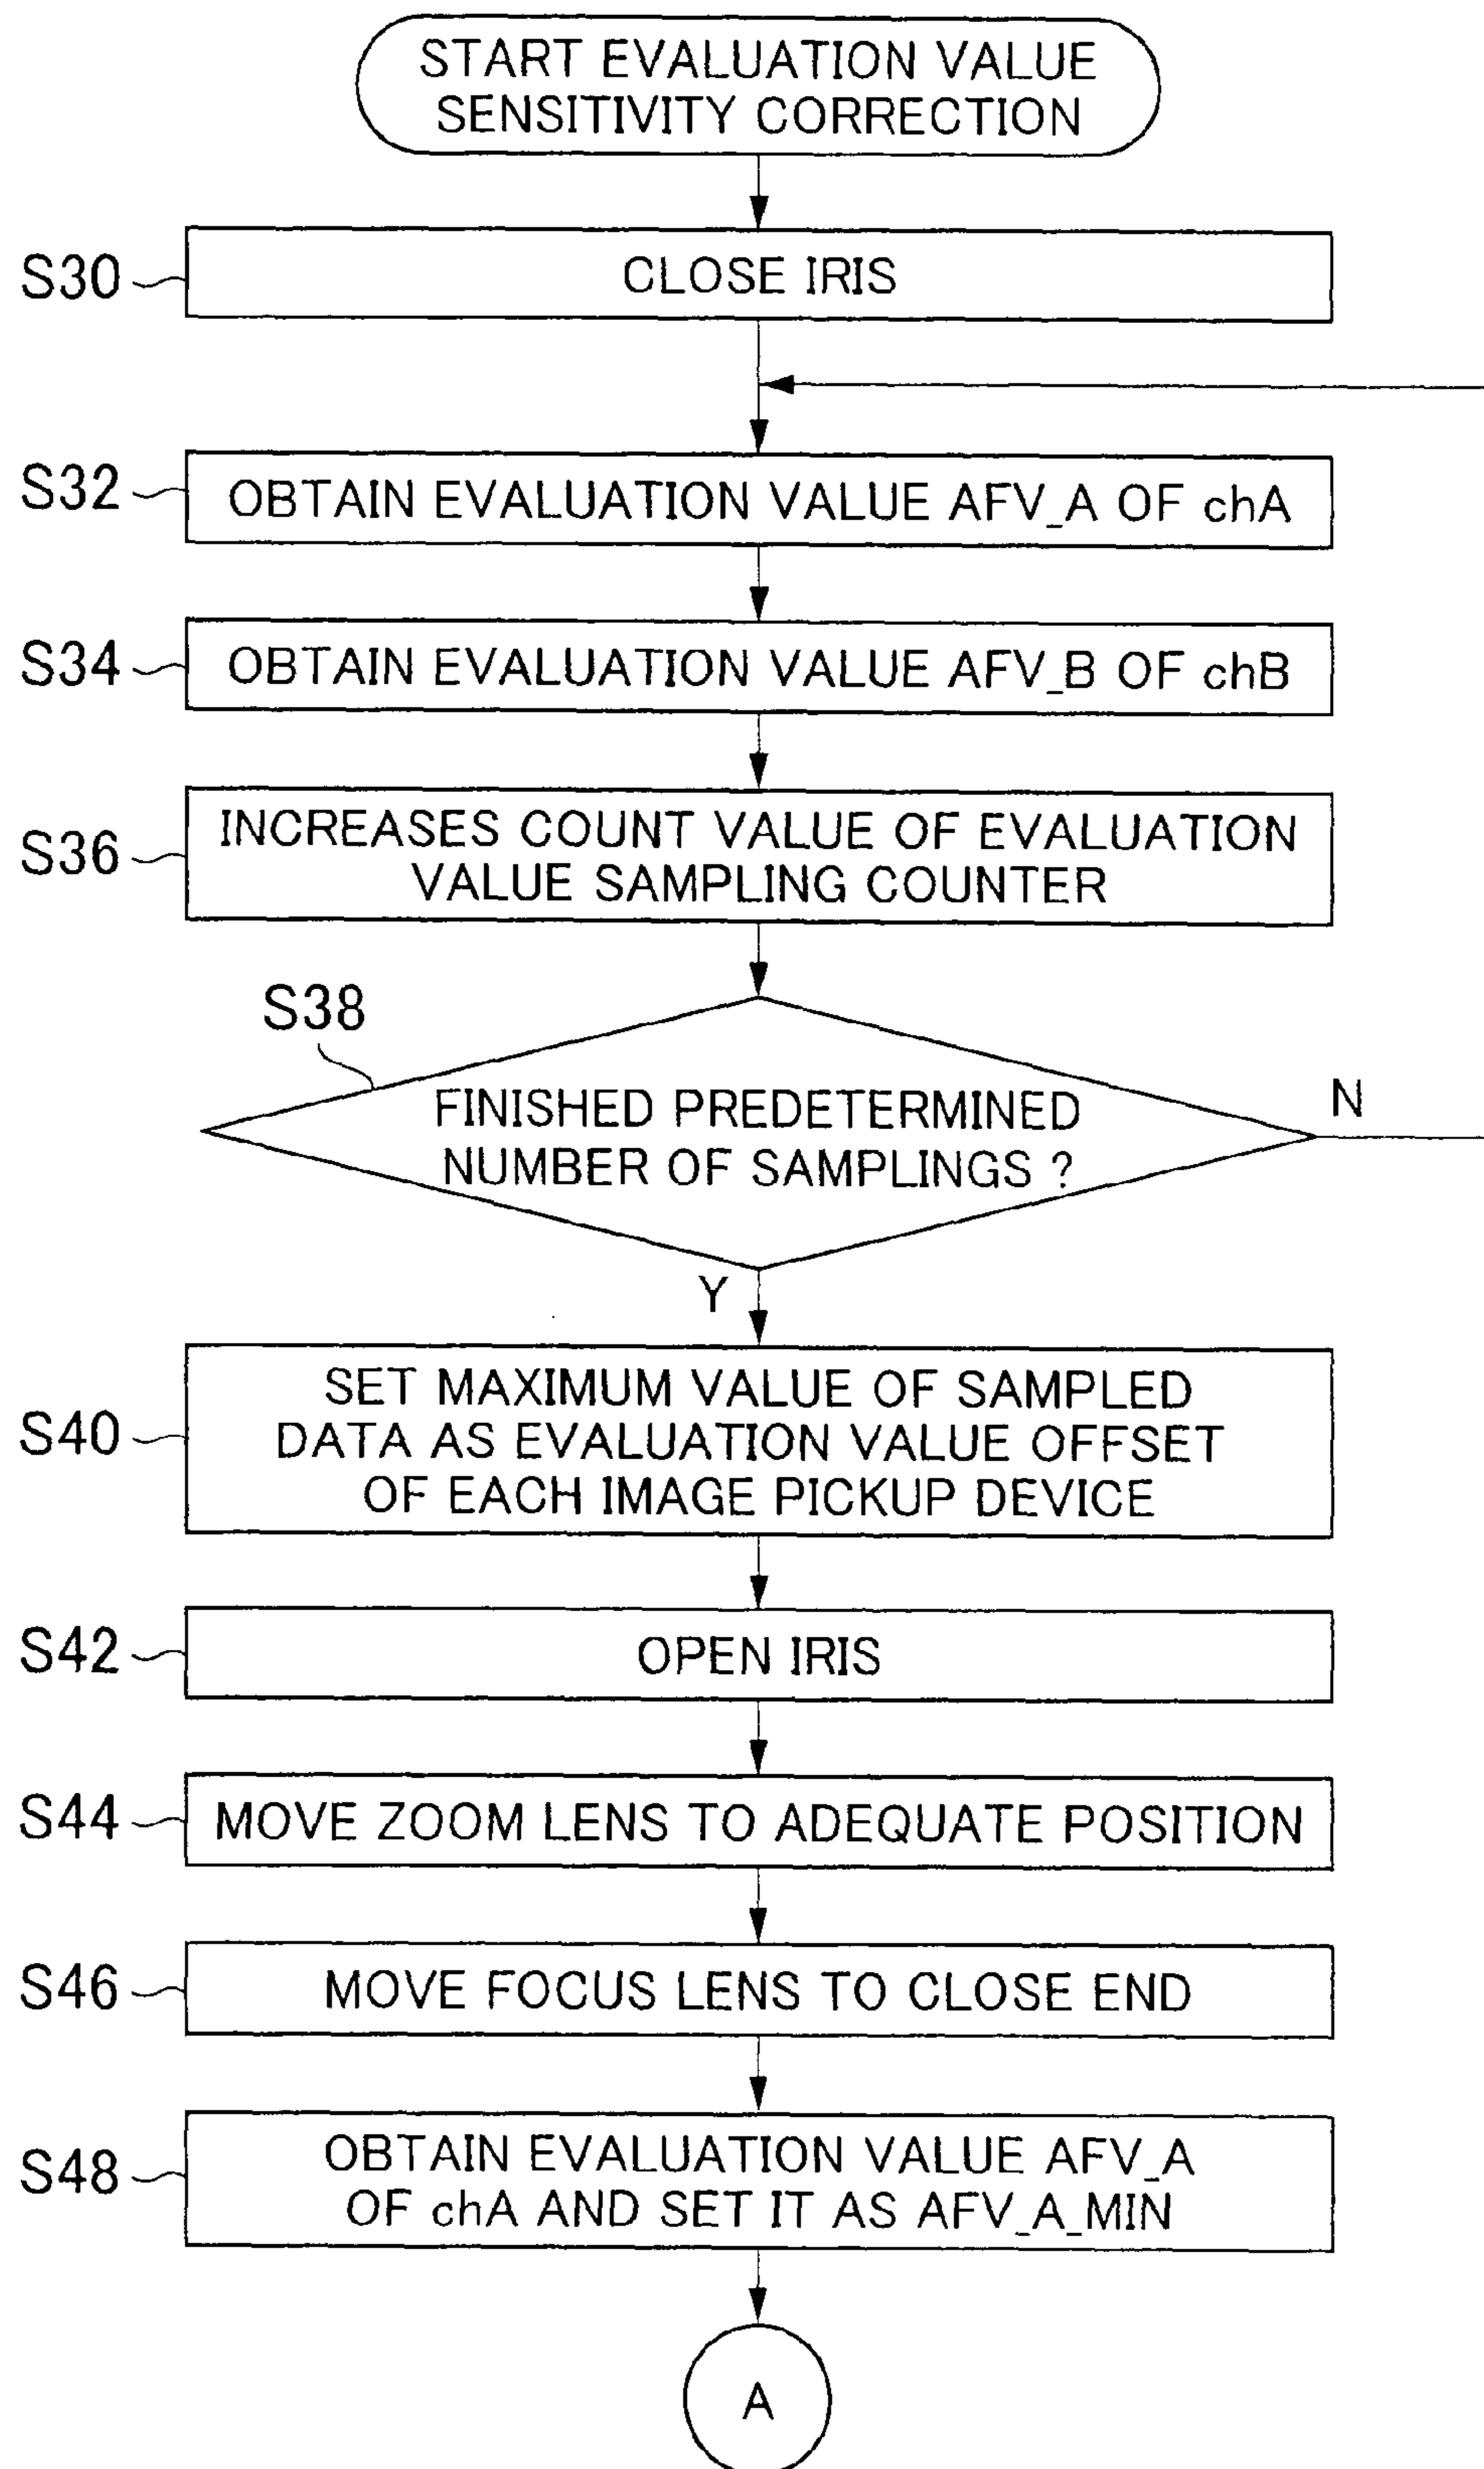 START EVALUATION VALUE
SENSITIVITY CORRECTION
S30
CLOSE IRIS
S32
OBTAIN EVALUATION VALUE AFV_A OF chA
S34
OBTAIN EVALUATION VALUE AFV_B OF chB
S36
INCREASES COUNT VALUE OF EVALUATION
VALUE SAMPLING COUNTER
S38
FINISHED PREDETERMINED
NUMBER OF SAMPLINGS ?
N
Y
S40
SET MAXIMUM VALUE OF SAMPLED
DATA AS EVALUATION VALUE OFFSET
OF EACH IMAGE PICKUP DEVICE
S42
OPEN IRIS
S44
MOVE ZOOM LENS TO ADEQUATE POSITION
S46
MOVE FOCUS LENS TO CLOSE END
S48
OBTAIN EVALUATION VALUE AFV_A
OF chA AND SET IT AS AFV_A_MIN
A